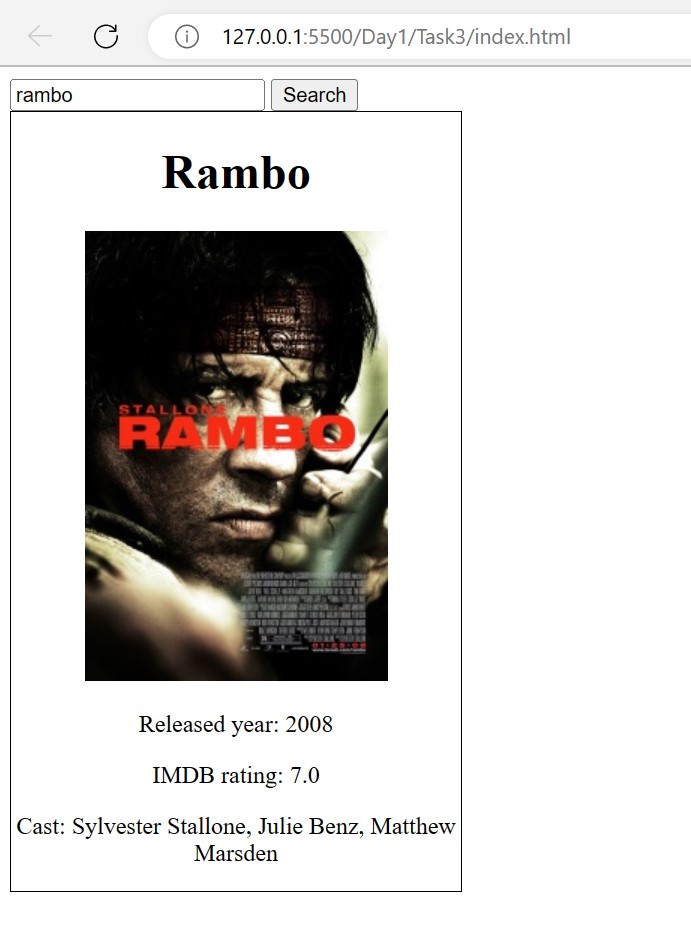 127.0.0.1:5500/Day1/Task3/index.html
rambo Search
Rambo
STALLONE
RAMBO
01·25·08
Released year: 2008
IMDB rating: 7.0
Cast: Sylvester Stallone, Julie Benz, Matthew
Marsden